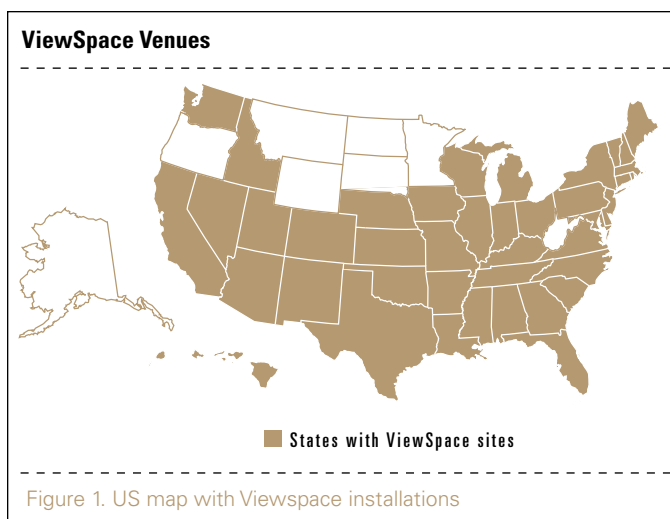 ViewSpace Venues
States with ViewSpace sites
Figure 1. US map with Viewspace installations